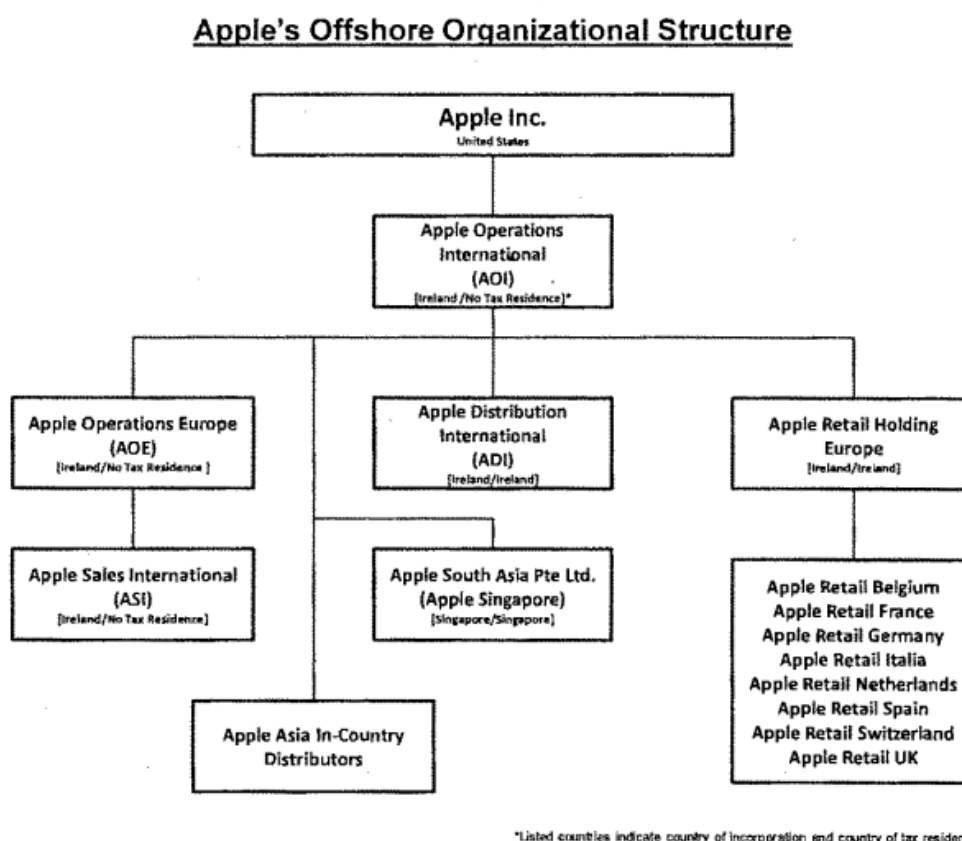 Apple's Offshore Organizational Structure
Apple Inc.
United States
Apple Operations
International
(AOI)
[Ireland/No Tax Residence]*
Apple Operations Europe
(AOE)
[Ireland/No Tax Residence ]
Apple Distribution
International
(ADI)
[Ireland/Ireland]
Apple Retail Holding
Europe
[Ireland/Ireland]
Apple Sales International
(ASI)
[Ireland/No Tax Residence]
Apple South Asia Pte Ltd.
(Apple Singapore)
[Singapore/Singapore]
Apple Retail Belgium
Apple Retail France
Apple Retail Germany
Apple Retail Italia
Apple Retail Netherlands
Apple Retail Spain
Apple Retail Switzerland
Apple Retail UK
Apple Asia In-Country
Distributors
*Listed countries indicate country of incorporation and country of tax